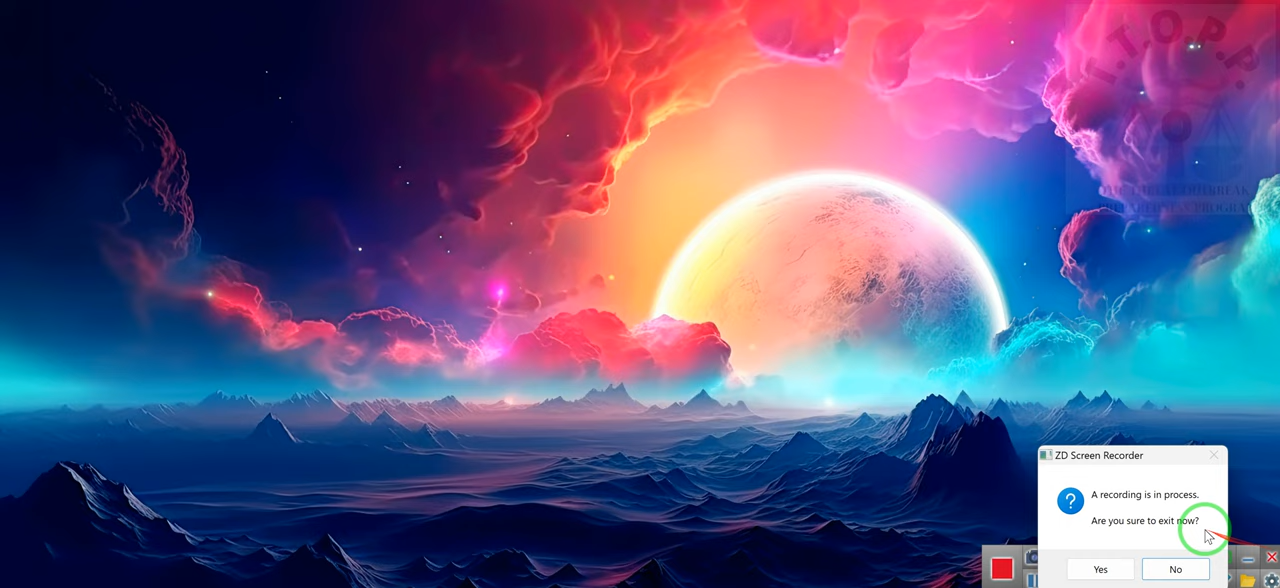 I.T.O.P.P.
ZD Screen Recorder
A recording is in process.
Are you sure to exit now?
Yes
No